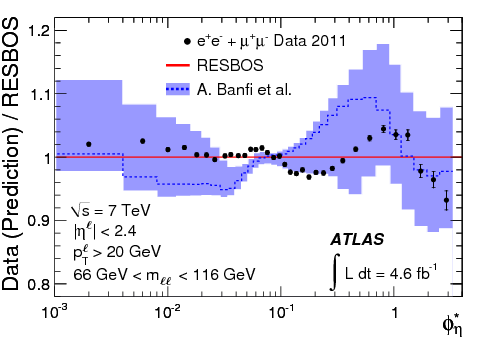 Data (Prediction) / RESBOS
1.2
1.1
1
0.9
0.8
e⁺e⁻ + μ⁺μ⁻ Data 2011
RESBOS
A. Banfi et al.
√s = 7 TeV
|η^ℓ| < 2.4
p_T^ℓ > 20 GeV
66 GeV < m_ℓℓ < 116 GeV
ATLAS
∫ L dt = 4.6 fb⁻¹
10⁻³ 10⁻² 10⁻¹ 1
ϕ*_η